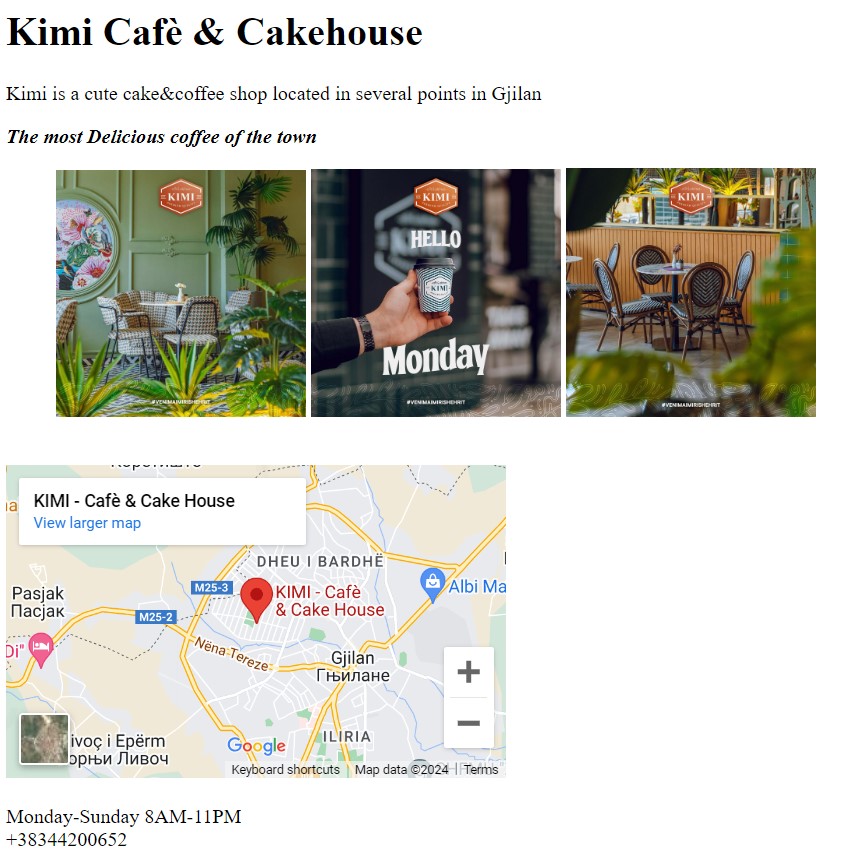 Kimi Cafè & Cakehouse
Kimi is a cute cake&coffee shop located in several points in Gjilan
The most Delicious coffee of the town
KIMI
KIMI
KIMI
HELLO
KIMI
Monday
#VENIMAIMIRISHEHRIT
#VENIMAIMIRISHEHRIT
#VENIMAIMIRISHEHRIT
KIMI - Cafè & Cake House
View larger map
DHEU I BARDHË
M25-3
KIMI - Cafè
& Cake House
Albi Ma
Pasjak
Пасјак
M25-2
Di"
Nëna Tereze
Gjilan
Гњилане
ivoç i Epërm
орњи Ливоч
Google
ILIRIA
Keyboard shortcuts
Map data ©2024
Terms
Monday-Sunday 8AM-11PM
+38344200652